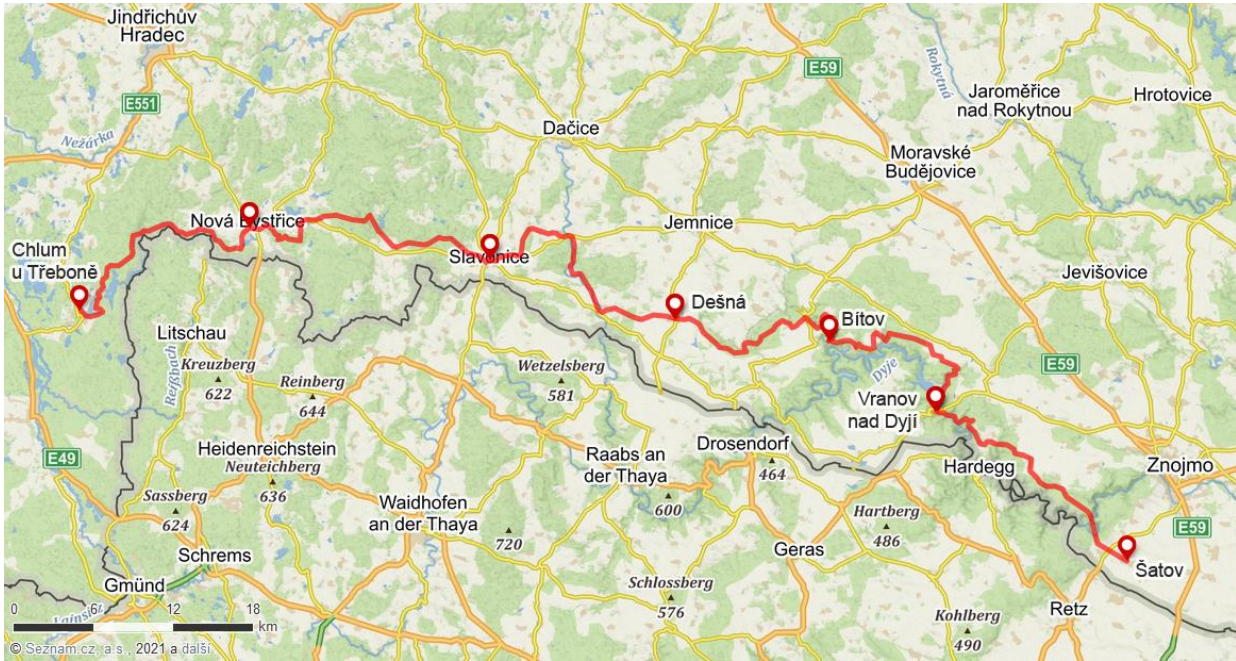 Jindřichův
Hradec
E551
Nežárka
Dačice
E59
Rokytná
Jaroměřice
nad Rokytnou
Hrotovice
Moravské
Budějovice
Nová Bystřice
Slavonice
Jemnice
Jevišovice
Chlum
u Třeboně
Dešná
Bítov
Litschau
Reißbach
Kreuzberg
622
Reinberg
644
Wetzelsberg
581
Dyje
E59
Vranov
nad Dyjí
E49
Heidenreichstein
Neuteichberg
636
Raabs an
der Thaya
600
Drosendorf
464
Hardegg
Znojmo
Sassberg
624
Waidhofen
an der Thaya
720
Hartberg
486
E59
Schrems
Geras
Šatov
Gmünd
Schlossberg
576
Retz
Lainsitz
Kohlberg
490
0 6 12 18
km
© Seznam.cz, a.s., 2021 a další